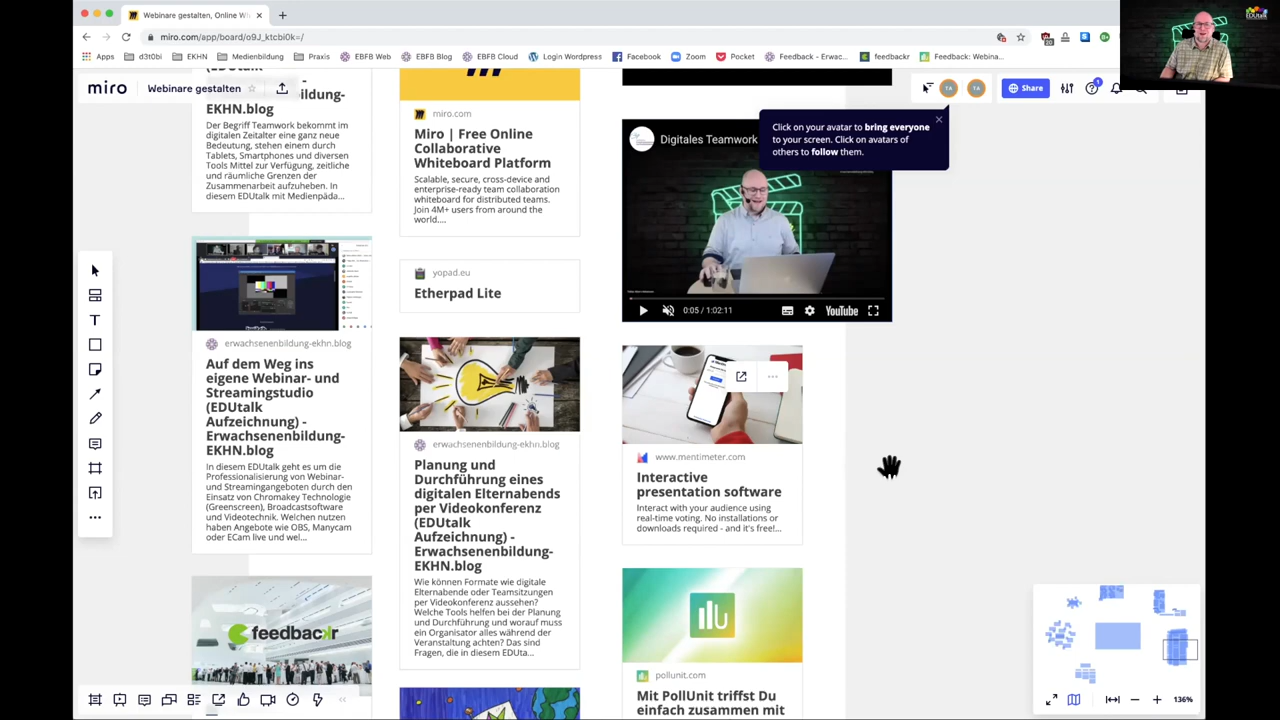 Webinare gestalten, Online Wh
EDUtalk
miro.com/app/board/o9J_ktcbi0k=/
Apps
d3t0bi
EKHN
Medienbildung
Praxis
EBFB Web
EBFB Blog
EBFB Cloud
Login Wordpress
Facebook
Zoom
Pocket
Feedback - Erwac...
feedbackr
Feedback: Webina...
miro
Webinare gestalten
TA
TA
Share
1
Click on your avatar to bring everyone
to your screen. Click on avatars of
others to follow them.
bildung-
EKHN.blog
Der Begriff Teamwork bekommt im
digitalen Zeitalter eine ganz neue
Bedeutung, stehen einem durch
Tablets, Smartphones und diversen
Tools Mittel zur Verfügung, zeitliche
und räumliche Grenzen der
Zusammenarbeit aufzuheben. In
diesem EDUtalk mit Medienpäda...
erwachsenenbildung-ekhn.blog
Auf dem Weg ins
eigene Webinar- und
Streamingstudio
(EDUtalk
Aufzeichnung) -
Erwachsenenbildung-
EKHN.blog
In diesem EDUtalk geht es um die
Professionalisierung von Webinar-
und Streamingangeboten durch den
Einsatz von Chromakey Technologie
(Greenscreen), Broadcastsoftware
und Videotechnik. Welchen nutzen
haben Angebote wie OBS, Manycam
oder ECam live und wel...
feedbackr
miro.com
Miro | Free Online
Collaborative
Whiteboard Platform
Scalable, secure, cross-device and
enterprise-ready team collaboration
whiteboard for distributed teams.
Join 4M+ users from around the
world....
yopad.eu
Etherpad Lite
erwachsenenbildung-ekhn.blog
Planung und
Durchführung eines
digitalen Elternabends
per Videokonferenz
(EDUtalk
Aufzeichnung) -
Erwachsenenbildung-
EKHN.blog
Wie können Formate wie digitale
Elternabende oder Teamsitzungen
per Videokonferenz aussehen?
Welche Tools helfen bei der Planung
und Durchführung und worauf muss
ein Organisator alles während der
Veranstaltung achten? Das sind
Fragen, die in diesem EDUta...
Digitales Teamwork
0:05 / 1:02:11
YouTube
www.mentimeter.com
Interactive
presentation software
Interact with your audience using
real-time voting. No installations or
downloads required - and it's free!...
pollunit.com
Mit PollUnit triffst Du
einfach zusammen mit
136%